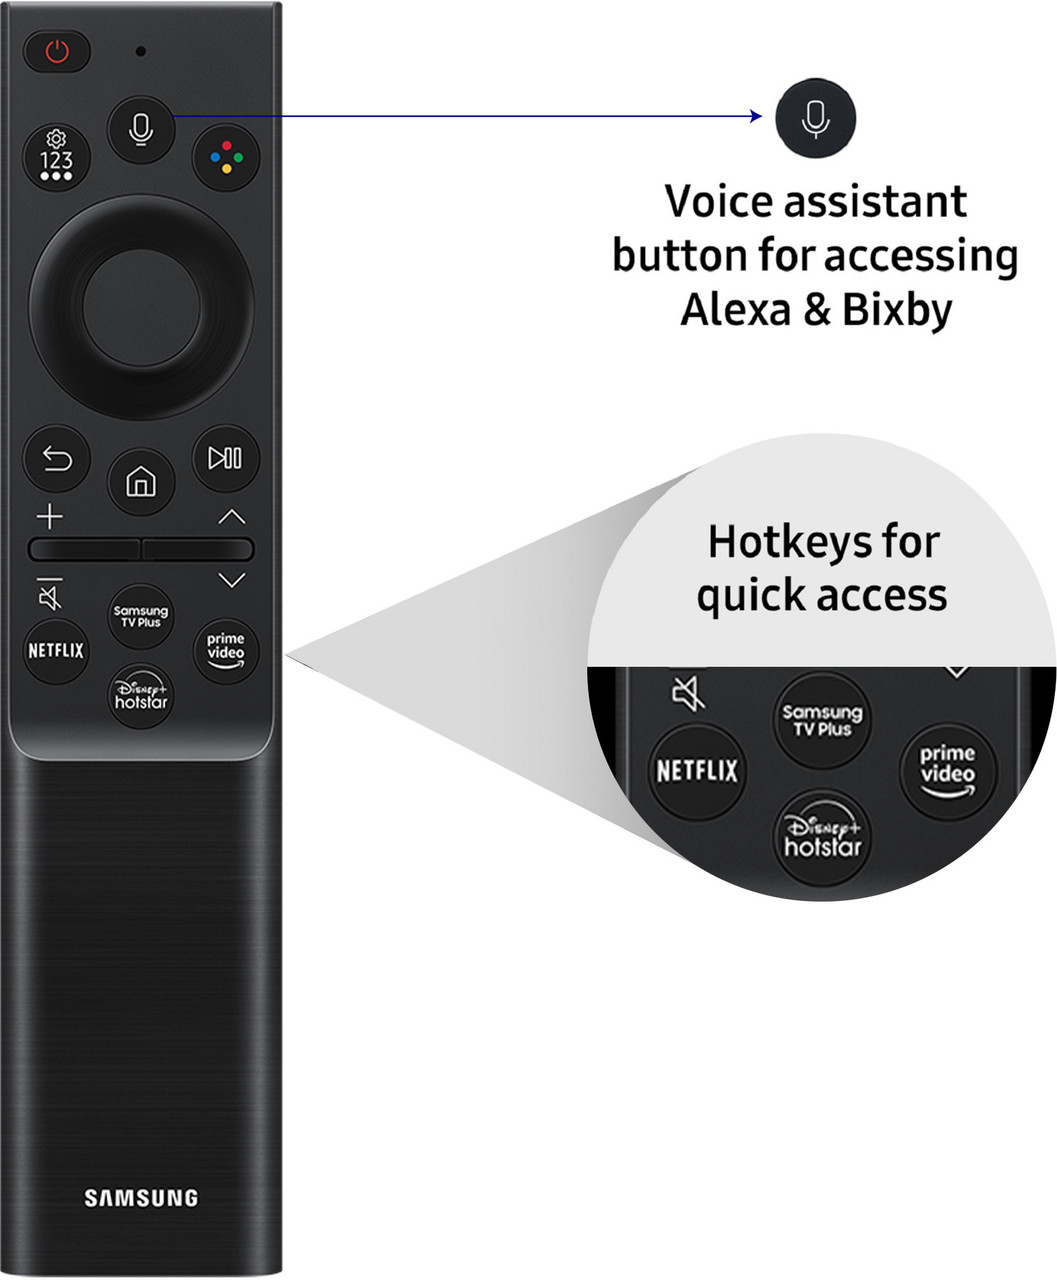 123
Voice assistant
button for accessing
Alexa & Bixby
Hotkeys for
quick access
Samsung
TV Plus
NETFLIX
prime
video
Disney+
hotstar
Samsung
TV Plus
NETFLIX
prime
video
Disney+
hotstar
SAMSUNG